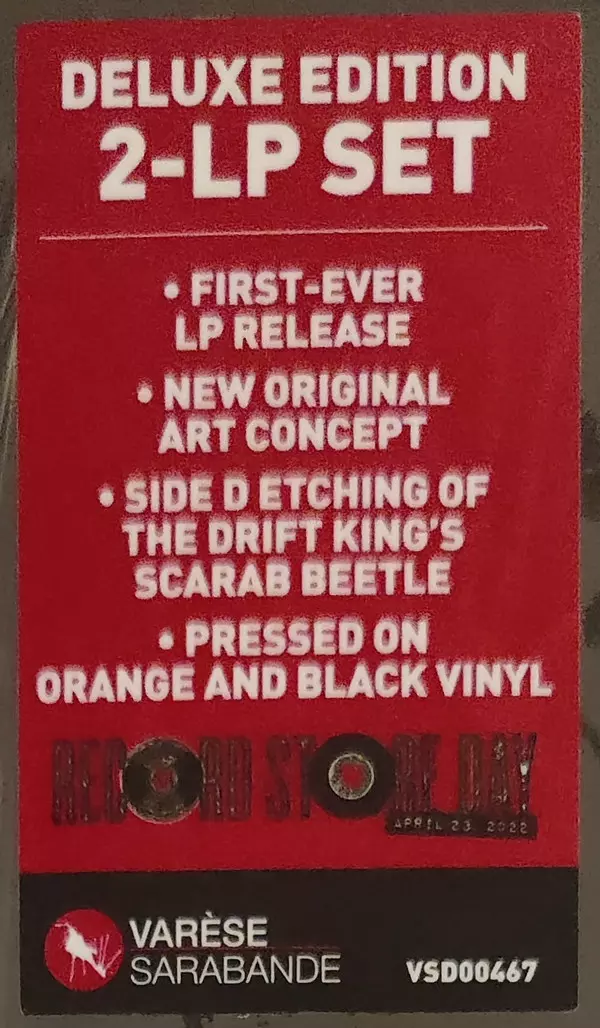 DELUXE EDITION
2-LP SET
• FIRST-EVER
LP RELEASE
• NEW ORIGINAL
ART CONCEPT
• SIDE D ETCHING OF
THE DRIFT KING'S
SCARAB BEETLE
• PRESSED ON
ORANGE AND BLACK VINYL
RECORD STORE DAY
APRIL 23, 2022
VARÈSE
SARABANDE
VSD00467